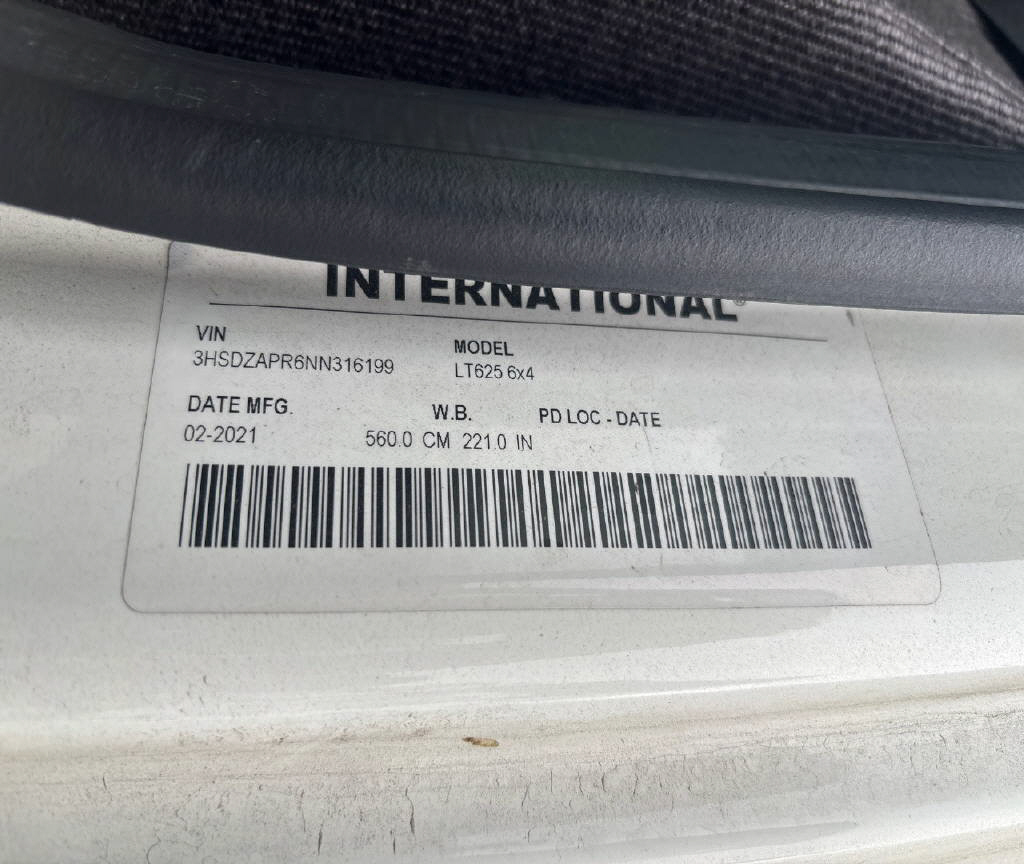 INTERNATIONAL®
VIN MODEL
3HSDZAPR6NN316199 LT625 6x4
DATE MFG. W.B. PD LOC - DATE
02-2021 560.0 CM 221.0 IN